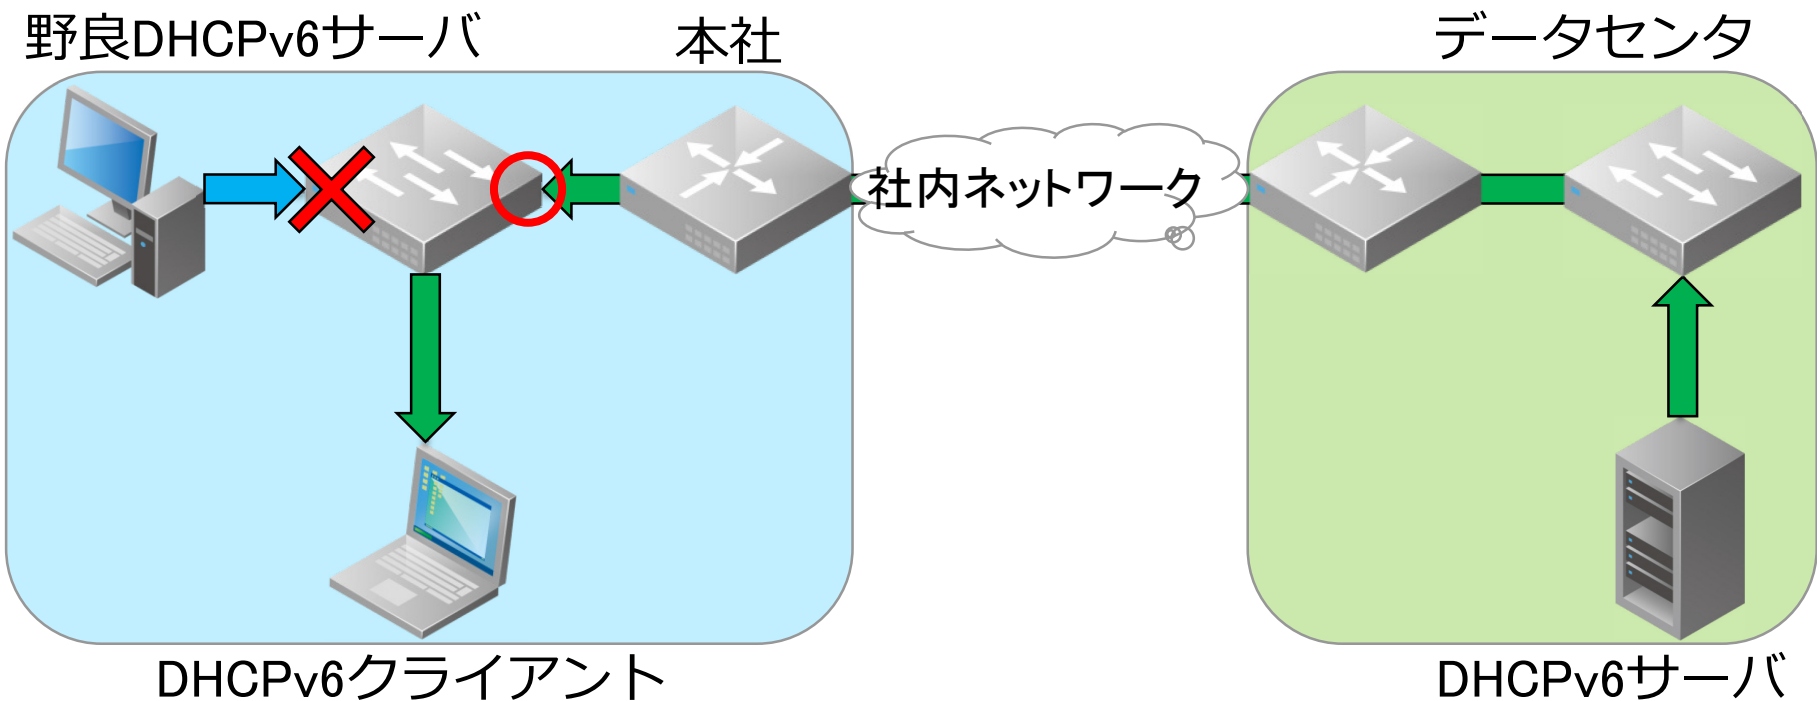 野良DHCPv6サーバ
本社
データセンタ
社内ネットワーク
DHCPv6クライアント
DHCPv6サーバ